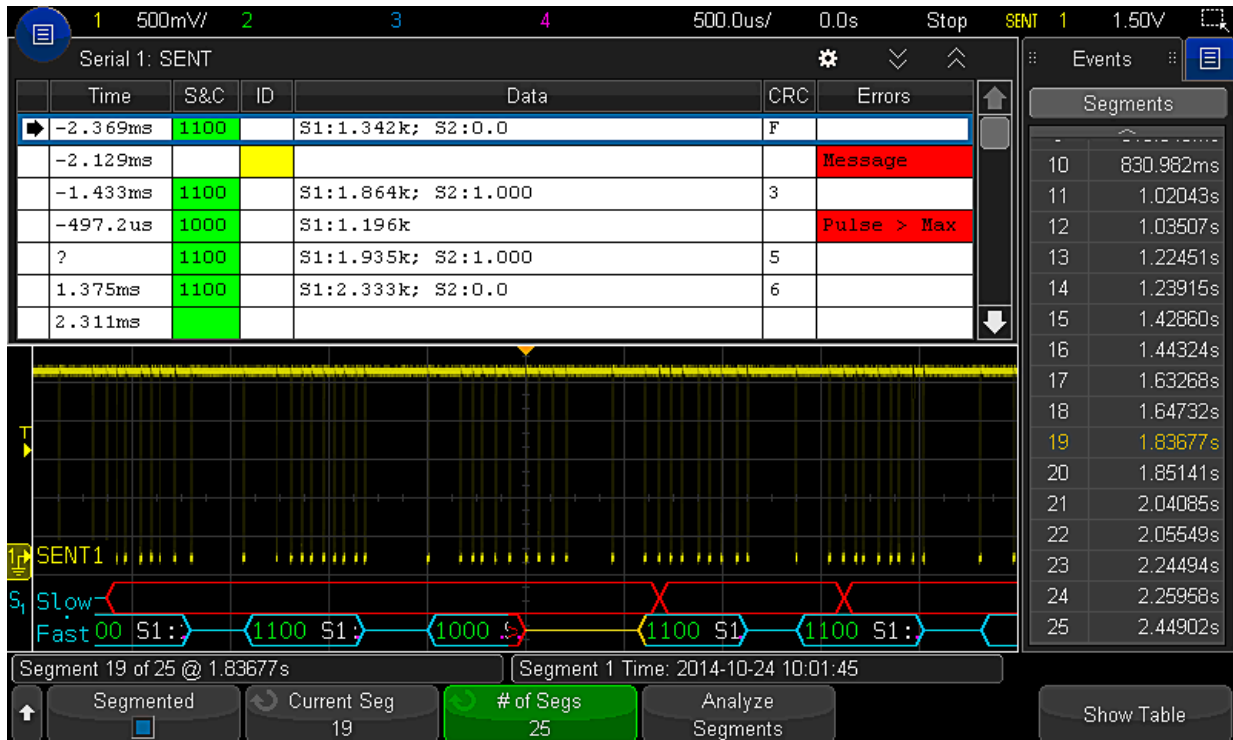 1 500mV/ 2 3 4 500.0us/ 0.0s Stop SENT 1 1.50V
Serial 1: SENT
Time S&C ID Data CRC Errors
-2.369ms 1100 S1:1.342k; S2:0.0 F
-2.129ms Message
-1.433ms 1100 S1:1.864k; S2:1.000 3
-497.2us 1000 S1:1.196k Pulse > Max
? 1100 S1:1.935k; S2:1.000 5
1.375ms 1100 S1:2.333k; S2:0.0 6
2.311ms
Events
Segments
10 830.982ms
11 1.02043s
12 1.03507s
13 1.22451s
14 1.23915s
15 1.42860s
16 1.44324s
17 1.63268s
18 1.64732s
19 1.83677s
20 1.85141s
21 2.04085s
22 2.05549s
23 2.24494s
24 2.25958s
25 2.44902s
T
1 SENT1
S1 Slow
Fast 00 S1: 1100 S1: 1000 1100 S1 1100 S1:
Segment 19 of 25 @ 1.83677s
Segment 1 Time: 2014-10-24 10:01:45
Segmented
Current Seg
19
# of Segs
25
Analyze
Segments
Show Table